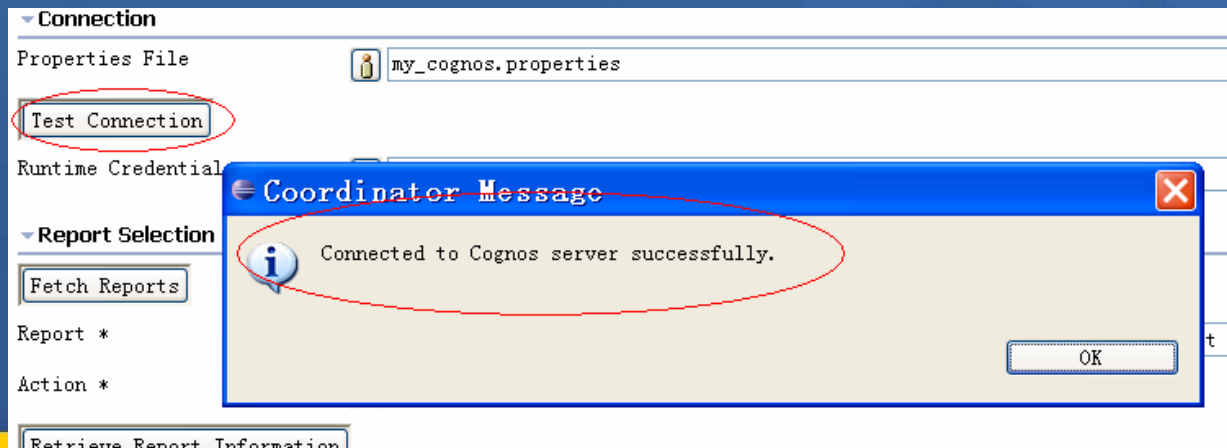 Connection
Properties File
my_cognos.properties
Test Connection
Runtime Credential
Coordinator Message
Report Selection
Connected to Cognos server successfully.
Fetch Reports
Report *
t
OK
Action *
Retrieve Report Information